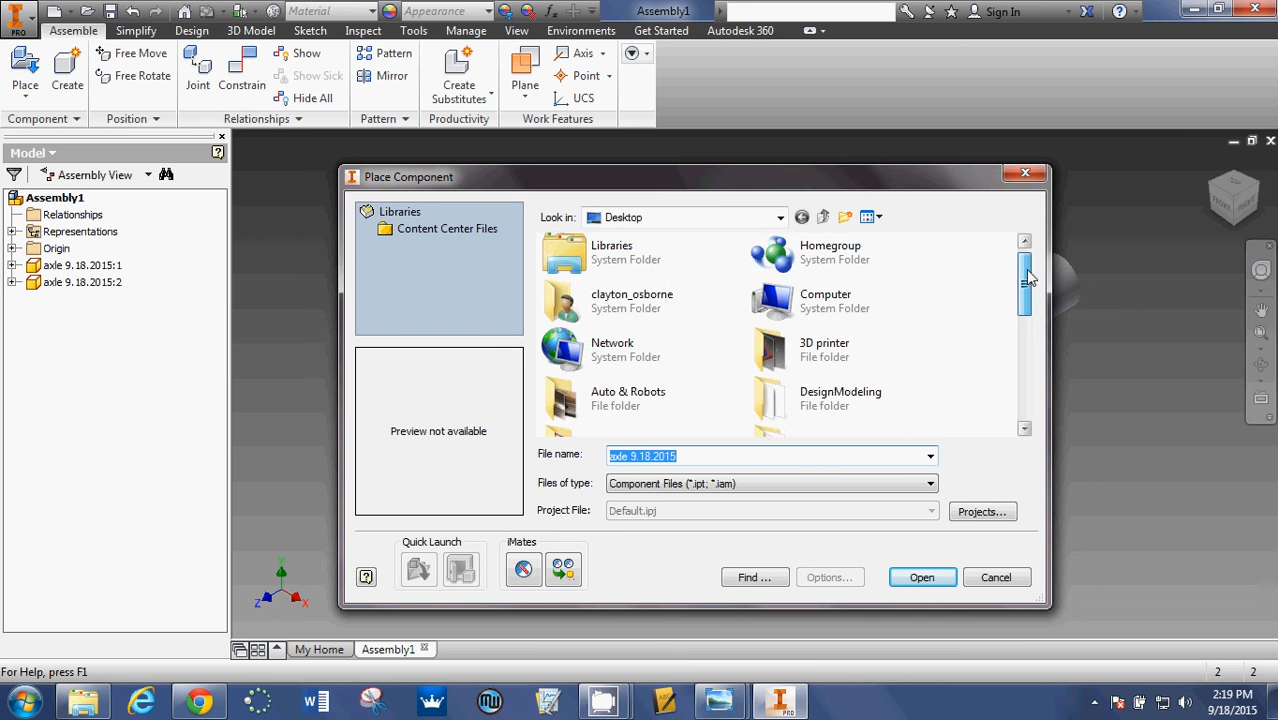 Material Appearance Assembly1 Sign In
PRO Assemble Simplify Design 3D Model Sketch Inspect Tools Manage View Environments Get Started Autodesk 360
Free Move Show Pattern Axis
Free Rotate Show Sick Mirror Point
Place Create Joint Constrain Create Plane
Hide All Substitutes UCS
Component Position Relationships Pattern Productivity Work Features
Model
Assembly View
Assembly1
Relationships
Representations
Origin
axle 9.18.2015:1
axle 9.18.2015:2
Place Component
Libraries
Content Center Files
Look in: Desktop
Libraries
System Folder
Homegroup
System Folder
clayton_osborne
System Folder
Computer
System Folder
Network
System Folder
3D printer
File folder
Auto & Robots
File folder
DesignModeling
File folder
Preview not available
File name: axle 9.18.2015
Files of type: Component Files (*.ipt; *.iam)
Project File: Default.ipj Projects...
Quick Launch iMates
Find ... Options... Open Cancel
Y
Z X
My Home Assembly1
For Help, press F1 2 2
2:19 PM
9/18/2015